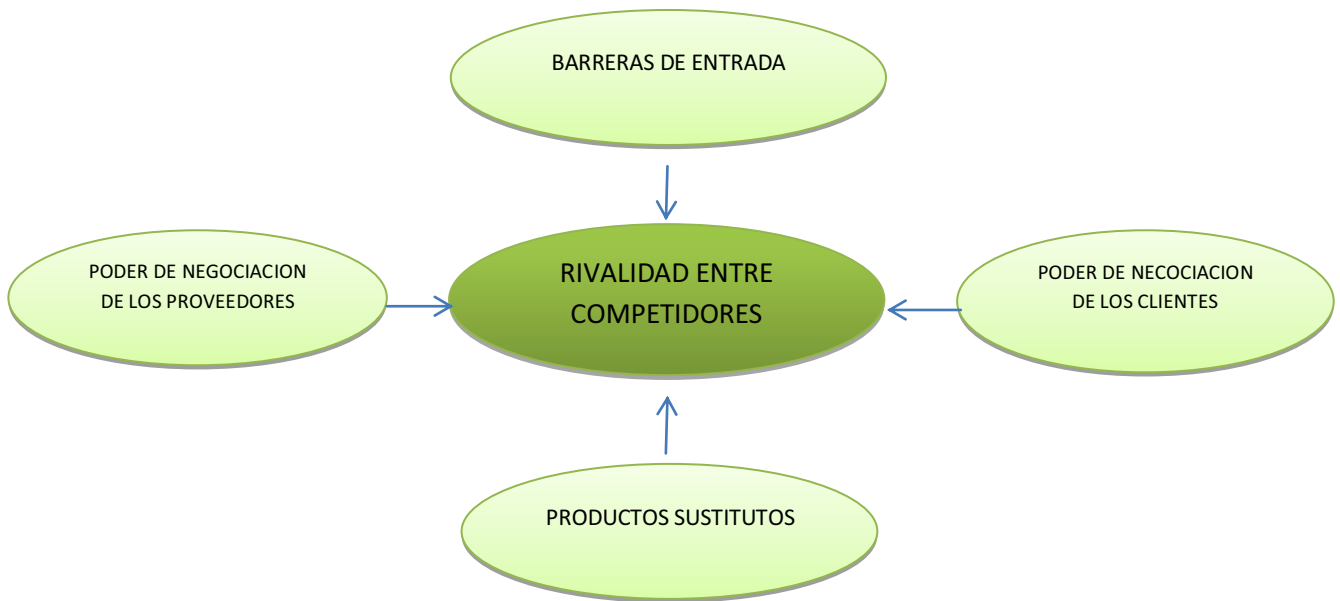 BARRERAS DE ENTRADA
PODER DE NEGOCIACION
DE LOS PROVEEDORES
RIVALIDAD ENTRE
COMPETIDORES
PODER DE NECOCIACION
DE LOS CLIENTES
PRODUCTOS SUSTITUTOS